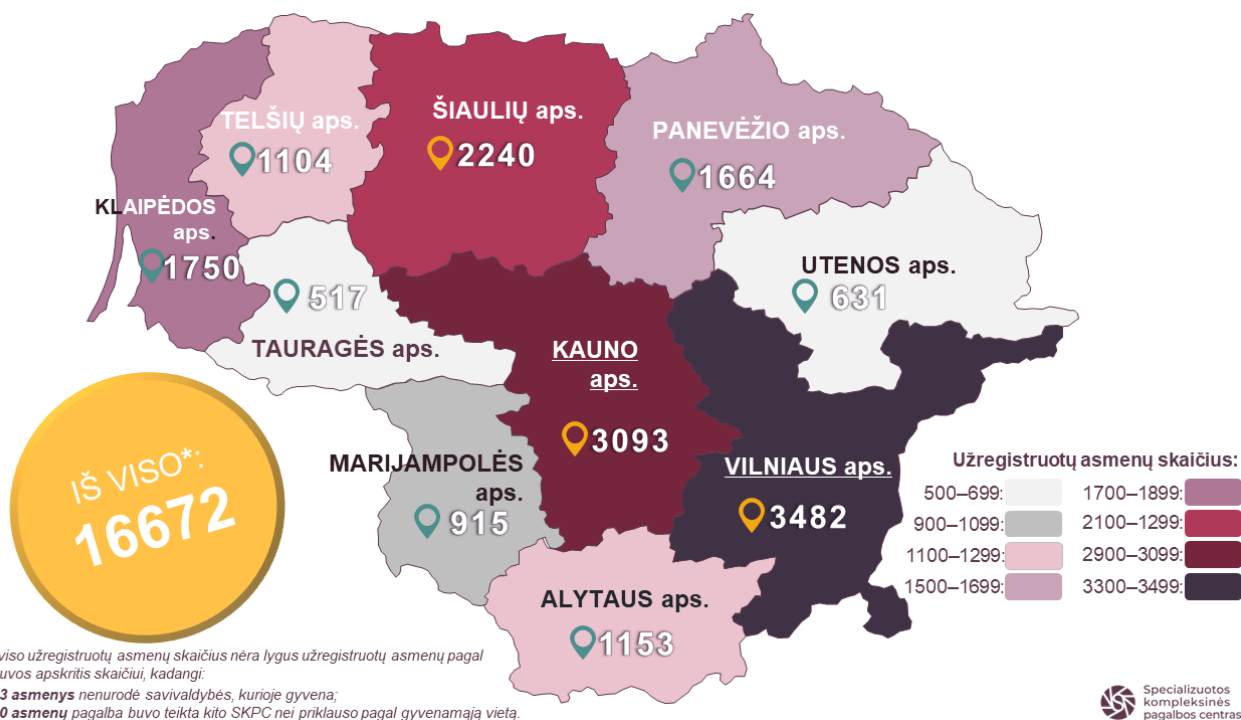 TELŠIŲ aps.
1104
ŠIAULIŲ aps.
2240
PANEVĖŽIO aps.
1664
KLAIPĖDOS
aps.
1750
517
TAURAGĖS aps.
UTENOS aps.
631
KAUNO
aps.
3093
MARIJAMPOLĖS
aps.
915
VILNIAUS aps.
3482
ALYTAUS aps.
1153
IŠ VISO*:
16672
Užregistruotų asmenų skaičius:
500–699:
900–1099:
1100–1299:
1500–1699:
1700–1899:
2100–1299:
2900–3099:
3300–3499:
viso užregistruotų asmenų skaičius nėra lygus užregistruotų asmenų pagal
uvos apskritis skaičiui, kadangi:
3 asmenys nenurodė savivaldybės, kurioje gyvena;
0 asmenų pagalba buvo teikta kito SKPC nei priklauso pagal gyvenamąją vietą.
Specializuotos
kompleksinės
pagalbos centras